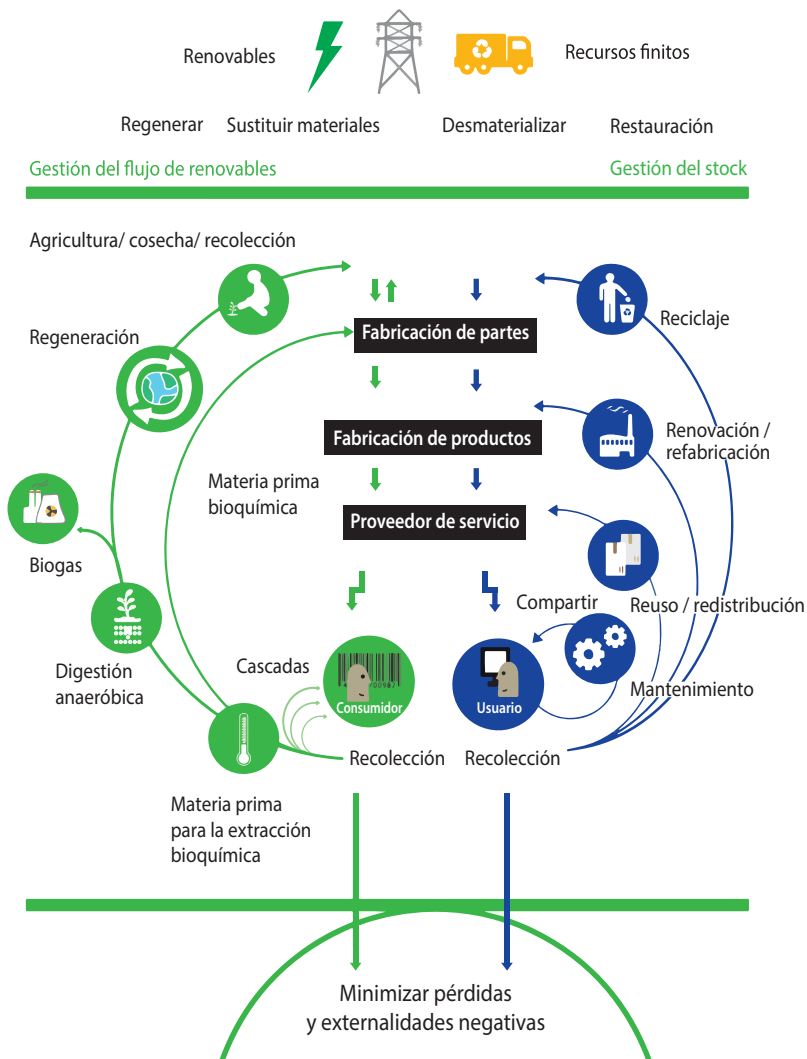 Renovables
Recursos finitos
Regenerar
Sustituir materiales
Desmaterializar
Restauración
Gestión del flujo de renovables
Gestión del stock
Agricultura/ cosecha/ recolección
Regeneración
Fabricación de partes
Reciclaje
Fabricación de productos
Renovación /
refabricación
Materia prima
bioquímica
Proveedor de servicio
Biogas
Compartir
Reuso / redistribución
Digestión
anaeróbica
Cascadas
Consumidor
Usuario
Mantenimiento
Recolección
Recolección
Materia prima
para la extracción
bioquímica
Minimizar pérdidas
y externalidades negativas